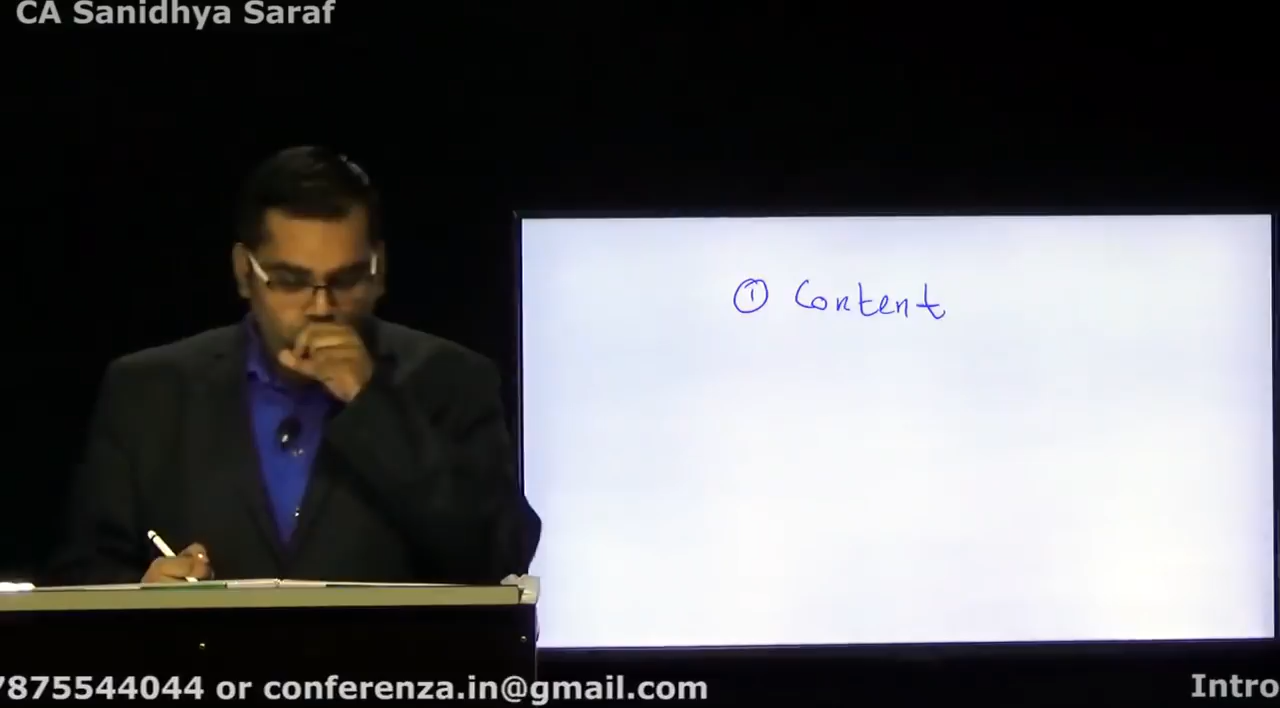 CA Sanidhya Saraf
① Content
7875544044 or conferenza.in@gmail.com
Intro